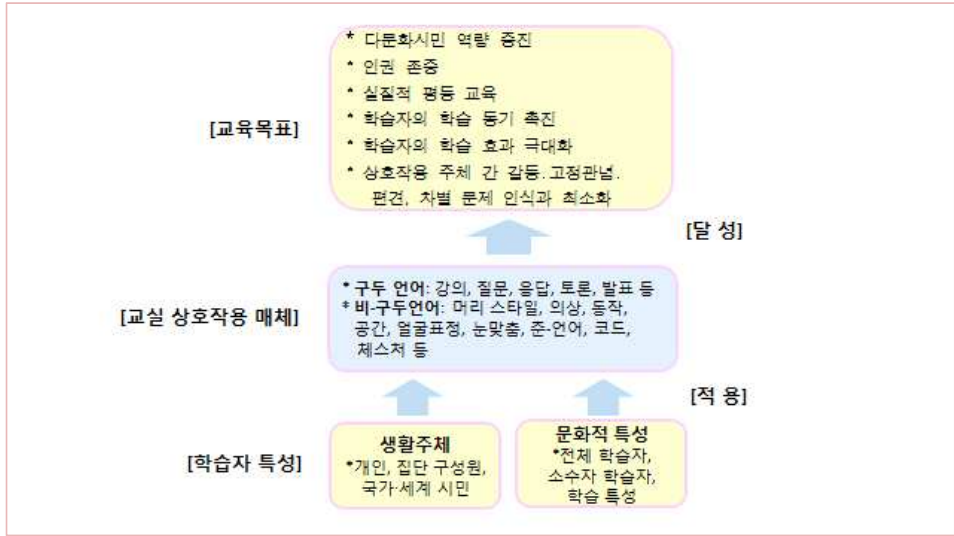 * 다문화시민 역량 증진
* 인권 존중
* 실질적 평등 교육
* 학습자의 학습 동기 촉진
* 학습자의 학습 효과 극대화
* 상호작용 주체 간 갈등.고정관념.
편견, 차별 문제 인식과 최소화
[교육목표]
[달 성]
* 구두 언어: 강의, 질문, 응답, 토론, 발표 등
* 비-구두언어: 머리 스타일, 의상, 동작,
공간, 얼굴표정, 눈맞춤, 준-언어, 코드,
체스처 등
[교실 상호작용 매체]
[적 용]
[학습자 특성]
생활주체
*개인, 집단 구성원,
국가·세계 시민
문화적 특성
*전체 학습자,
소수자 학습자,
학습 특성